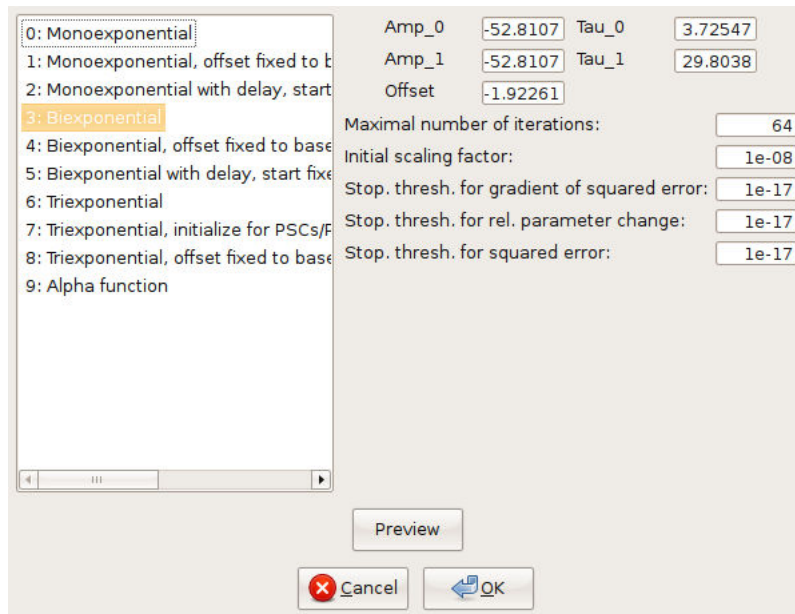 0: Monoexponential
1: Monoexponential, offset fixed to b
2: Monoexponential with delay, start
3: Biexponential
4: Biexponential, offset fixed to base
5: Biexponential with delay, start fixe
6: Triexponential
7: Triexponential, initialize for PSCs/P
8: Triexponential, offset fixed to base
9: Alpha function
Amp_0 -52.8107 Tau_0 3.72547
Amp_1 -52.8107 Tau_1 29.8038
Offset -1.92261
Maximal number of iterations: 64
Initial scaling factor: 1e-08
Stop. thresh. for gradient of squared error: 1e-17
Stop. thresh. for rel. parameter change: 1e-17
Stop. thresh. for squared error: 1e-17
Preview
Cancel OK